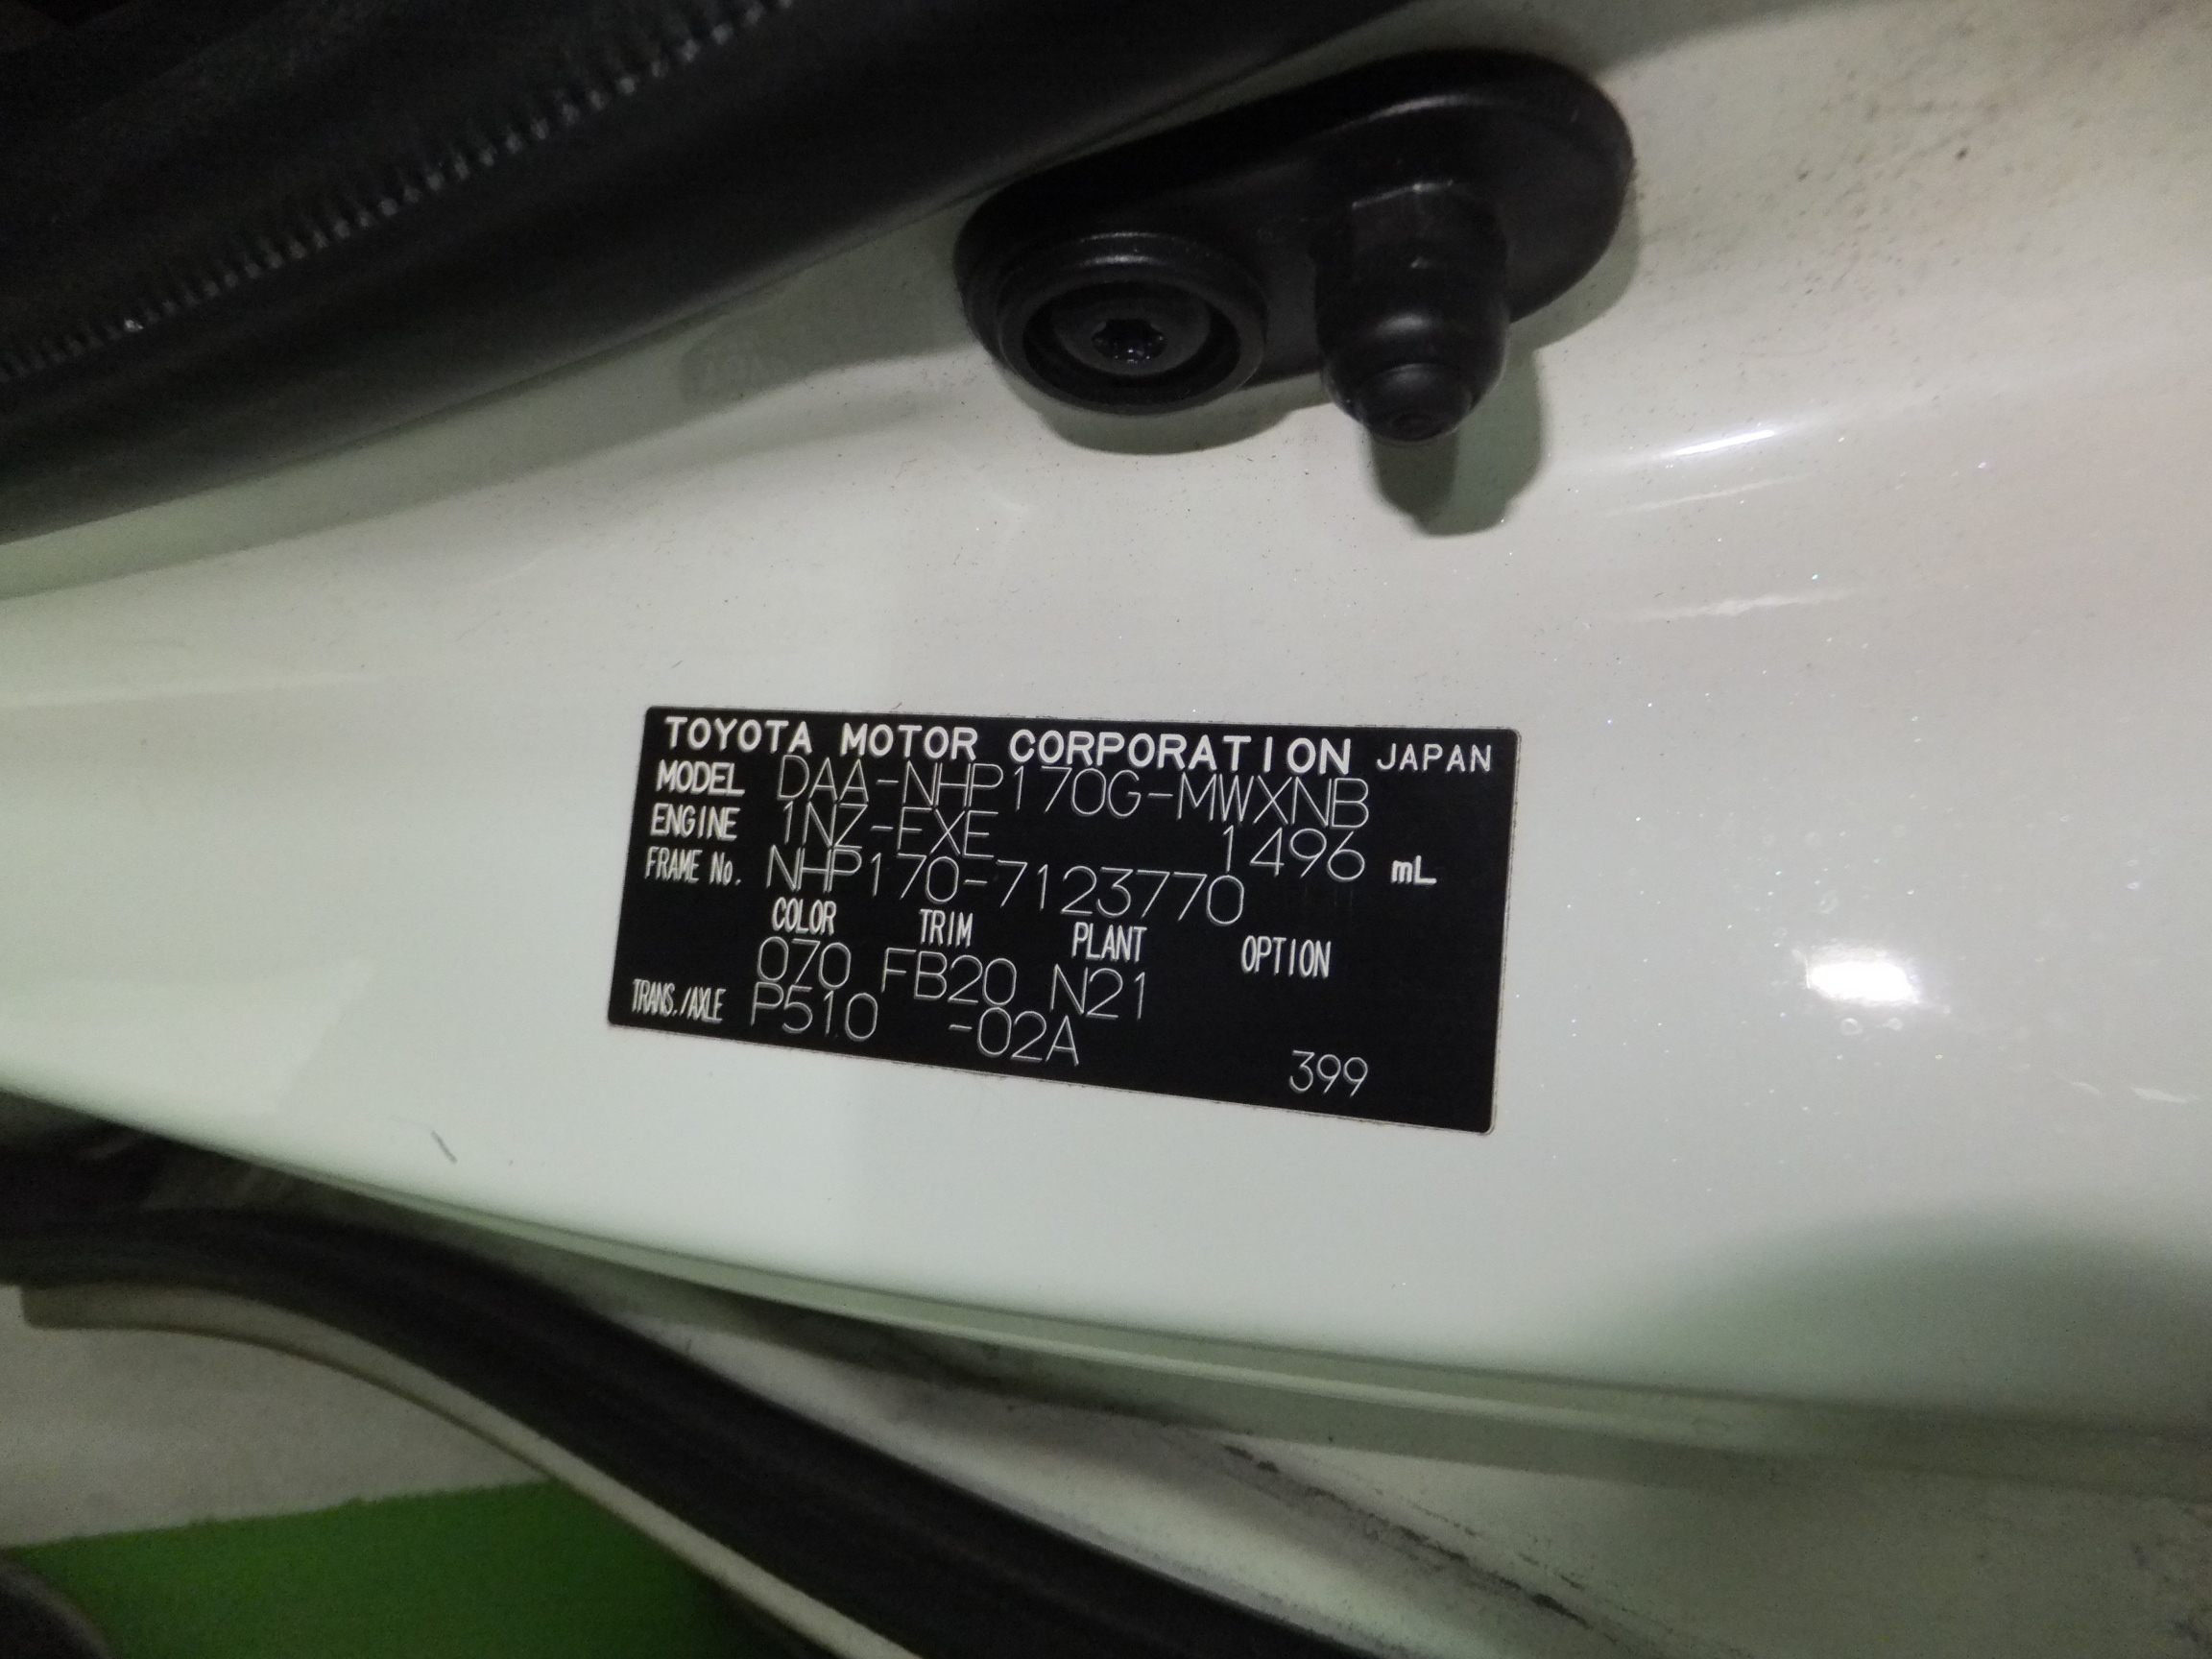 TOYOTA MOTOR CORPORATION JAPAN
MODEL DAA-NHP170G-MWXNB
ENGINE 1NZ-FXE 1496 mL
FRAME No. NHP170-7123770
COLOR TRIM PLANT OPTION
070 FB20 N21
TRANS./AXLE P510 -02A
399